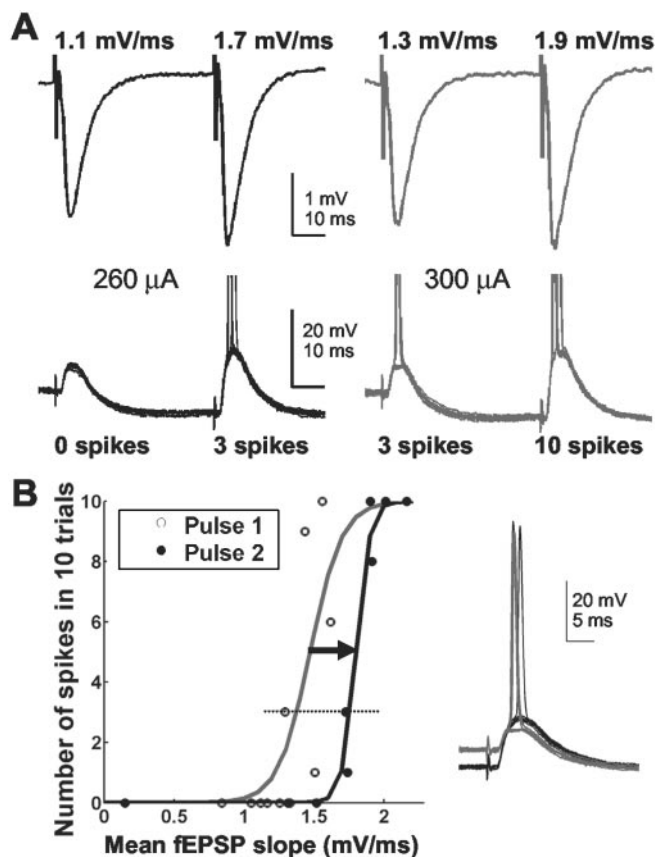 A
1.1 mV/ms 1.7 mV/ms 1.3 mV/ms 1.9 mV/ms
1 mV
10 ms
260 µA 300 µA
20 mV
10 ms
0 spikes 3 spikes 3 spikes 10 spikes
B
Number of spikes in 10 trials
10
8
6
4
2
0
Pulse 1
Pulse 2
0 0.5 1 1.5 2
Mean fEPSP slope (mV/ms)
20 mV
5 ms